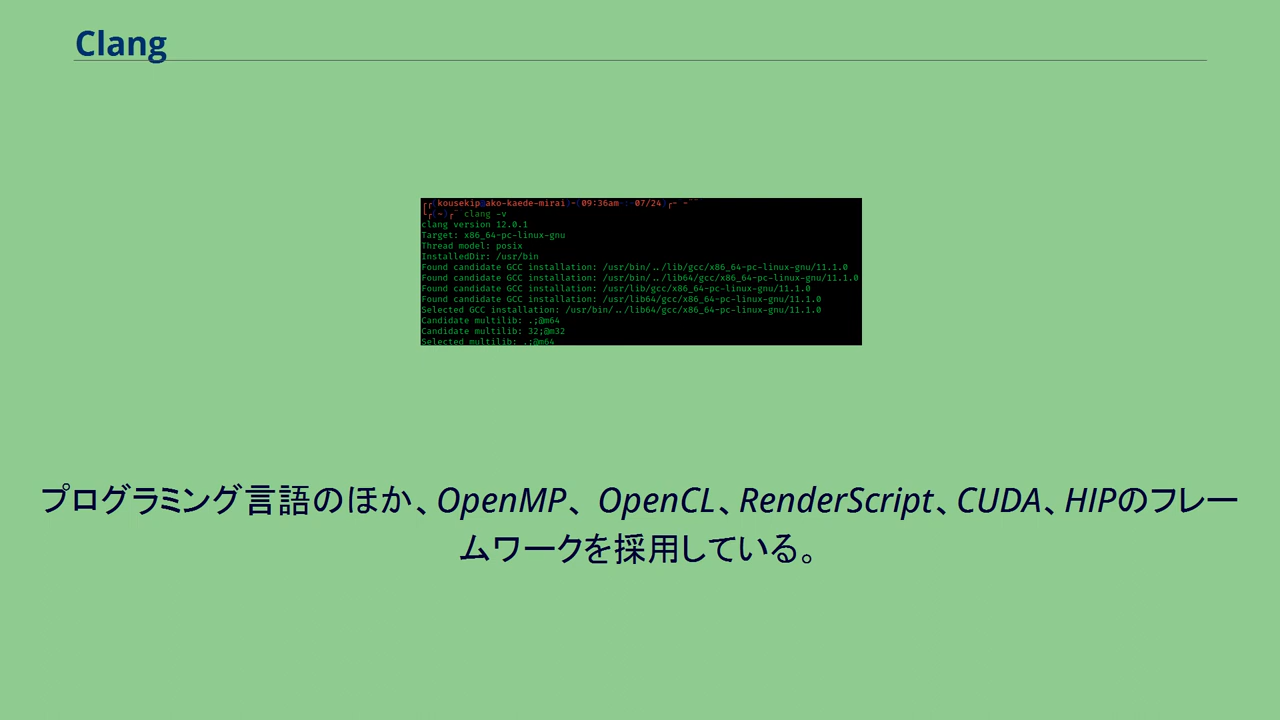 Clang
kousekip@ako-kaede-mirai)-(09:36am-:-07/24)
(~) clang -v
clang version 12.0.1
Target: x86_64-pc-linux-gnu
Thread model: posix
InstalledDir: /usr/bin
Found candidate GCC installation: /usr/bin/../lib/gcc/x86_64-pc-linux-gnu/11.1.0
Found candidate GCC installation: /usr/bin/../lib64/gcc/x86_64-pc-linux-gnu/11.1.0
Found candidate GCC installation: /usr/lib/gcc/x86_64-pc-linux-gnu/11.1.0
Found candidate GCC installation: /usr/lib64/gcc/x86_64-pc-linux-gnu/11.1.0
Selected GCC installation: /usr/bin/../lib64/gcc/x86_64-pc-linux-gnu/11.1.0
Candidate multilib: .;@m64
Candidate multilib: 32;@m32
Selected multilib: .;@m64
プログラミング言語のほか、OpenMP、OpenCL、RenderScript、CUDA、HIPのフレー
ムワークを採用している。